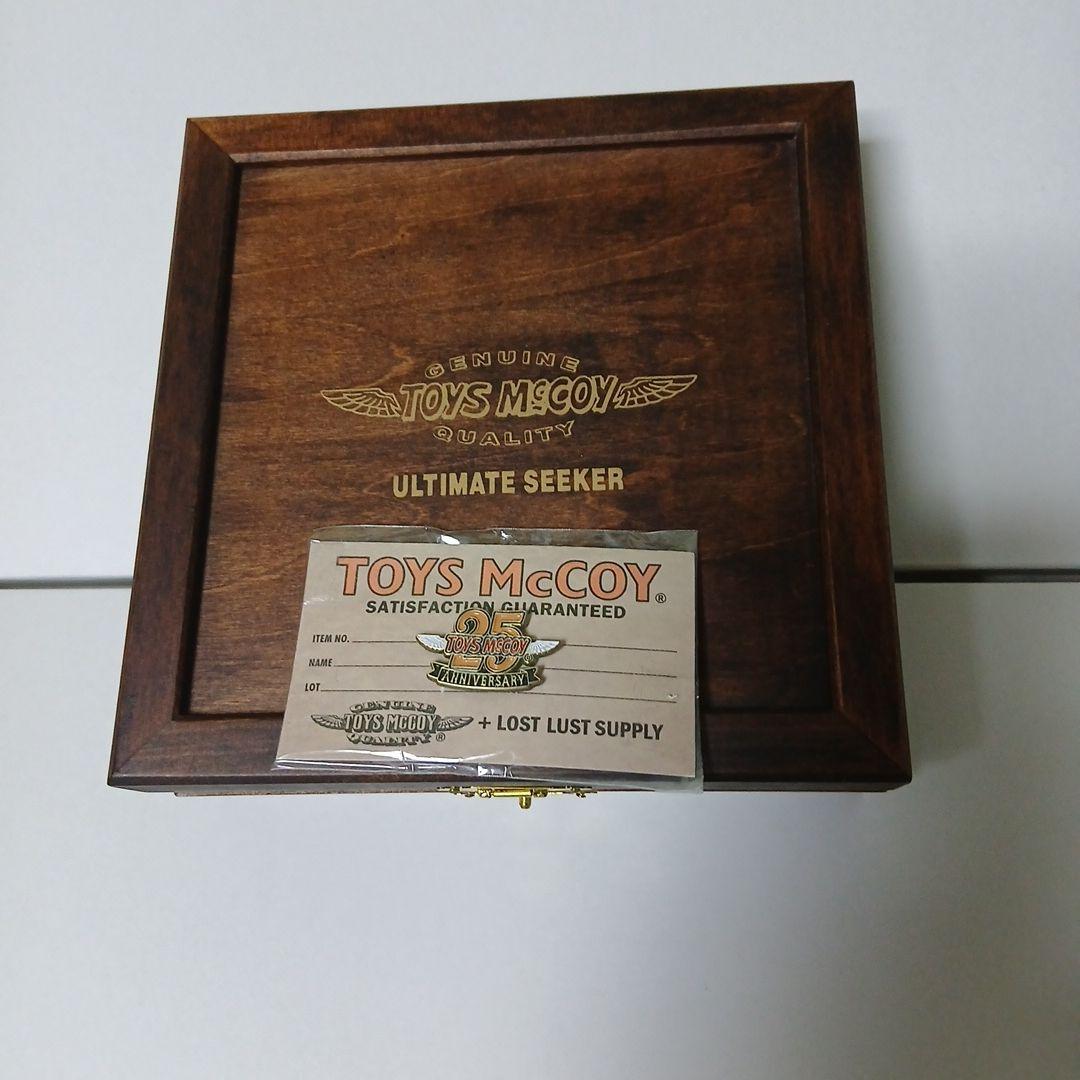 GENUINE
TOYS McCOY
QUALITY
ULTIMATE SEEKER
TOYS McCOY®
SATISFACTION GUARANTEED
ITEM NO.
25
TOYS McCOY®
NAME
ANNIVERSARY
LOT
GENUINE
TOYS McCOY
QUALITY®
+ LOST LUST SUPPLY